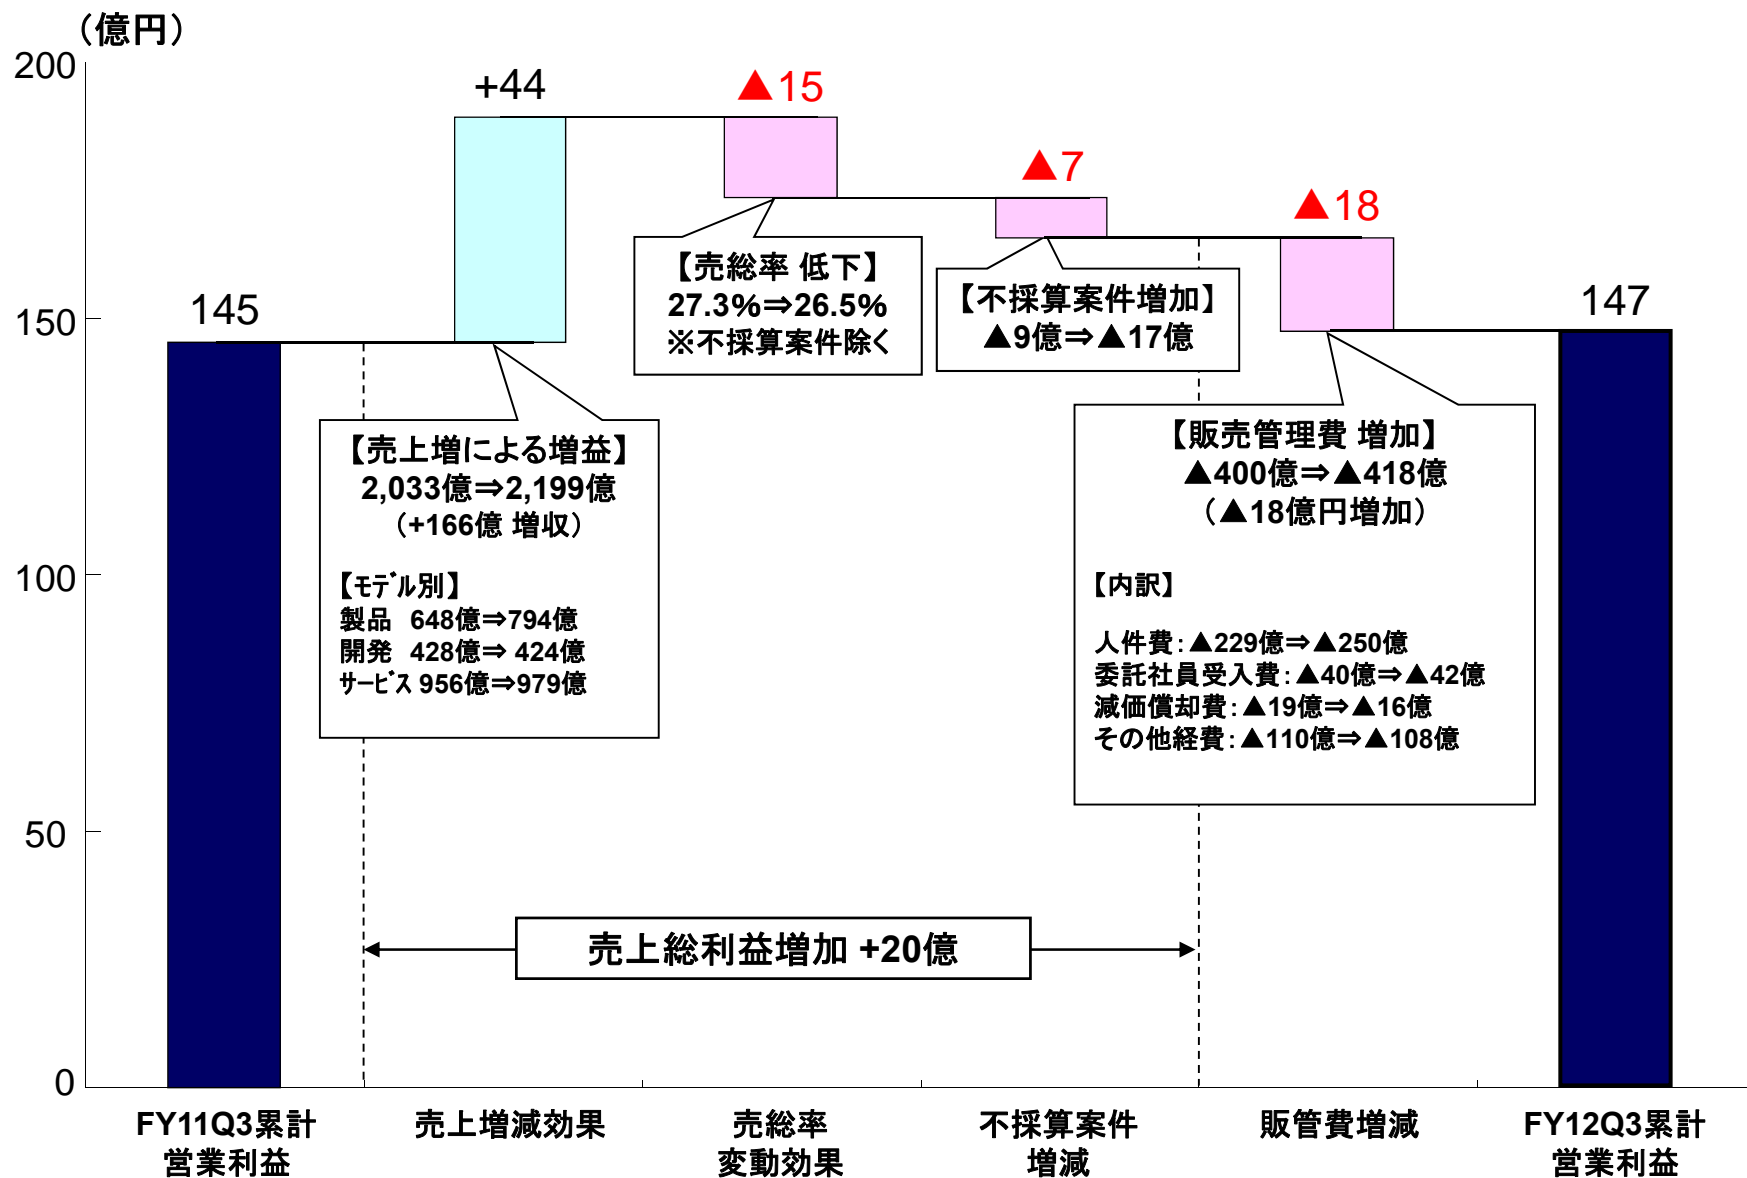 （億円）
200
150
100
50
0
145
+44
▲15
▲7
▲18
147
【売上増による増益】
2,033億⇒2,199億
（+166億 増収）
【ﾓﾃﾞﾙ別】
製品 648億⇒794億
開発 428億⇒ 424億
ｻｰﾋﾞｽ 956億⇒979億
【売総率 低下】
27.3%⇒26.5%
※不採算案件除く
【不採算案件増加】
▲9億⇒▲17億
【販売管理費 増加】
▲400億⇒▲418億
（▲18億円増加）
【内訳】
人件費：▲229億⇒▲250億
委託社員受入費：▲40億⇒▲42億
減価償却費：▲19億⇒▲16億
その他経費：▲110億⇒▲108億
売上総利益増加 +20億
FY11Q3累計
営業利益
売上増減効果
売総率
変動効果
不採算案件
増減
販管費増減
FY12Q3累計
営業利益